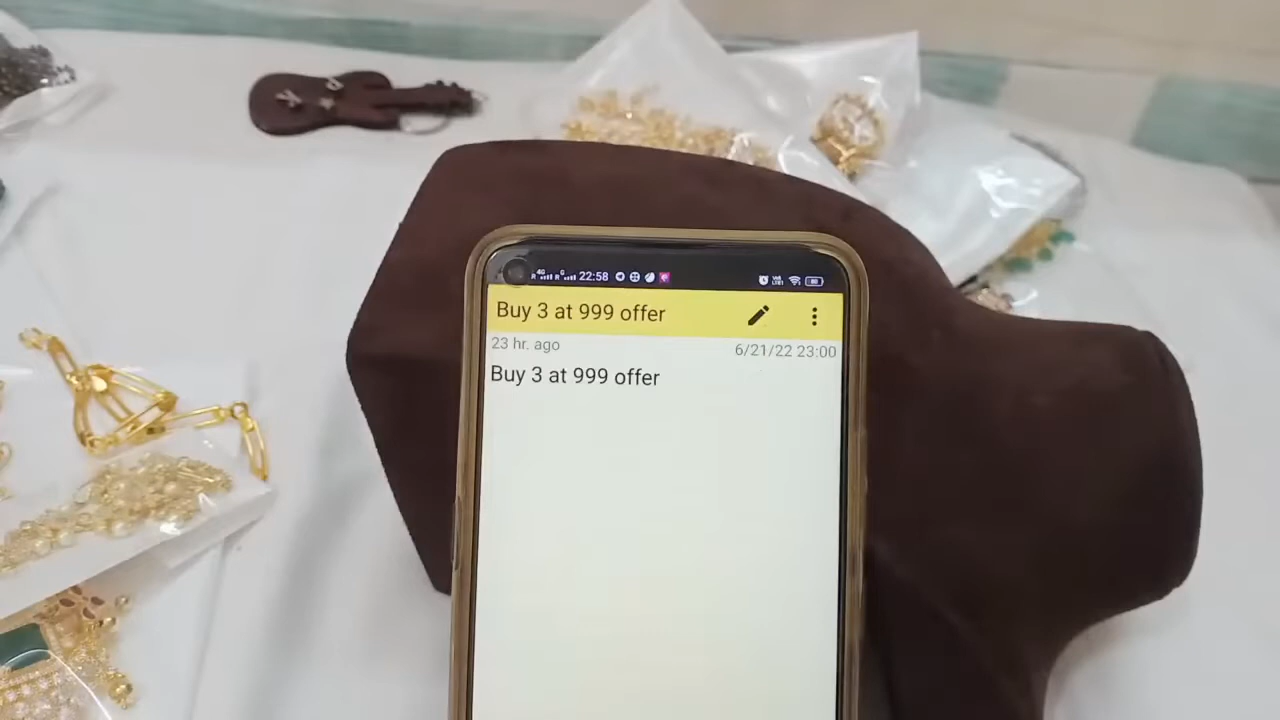 22:58
Buy 3 at 999 offer
23 hr. ago 6/21/22 23:00
Buy 3 at 999 offer